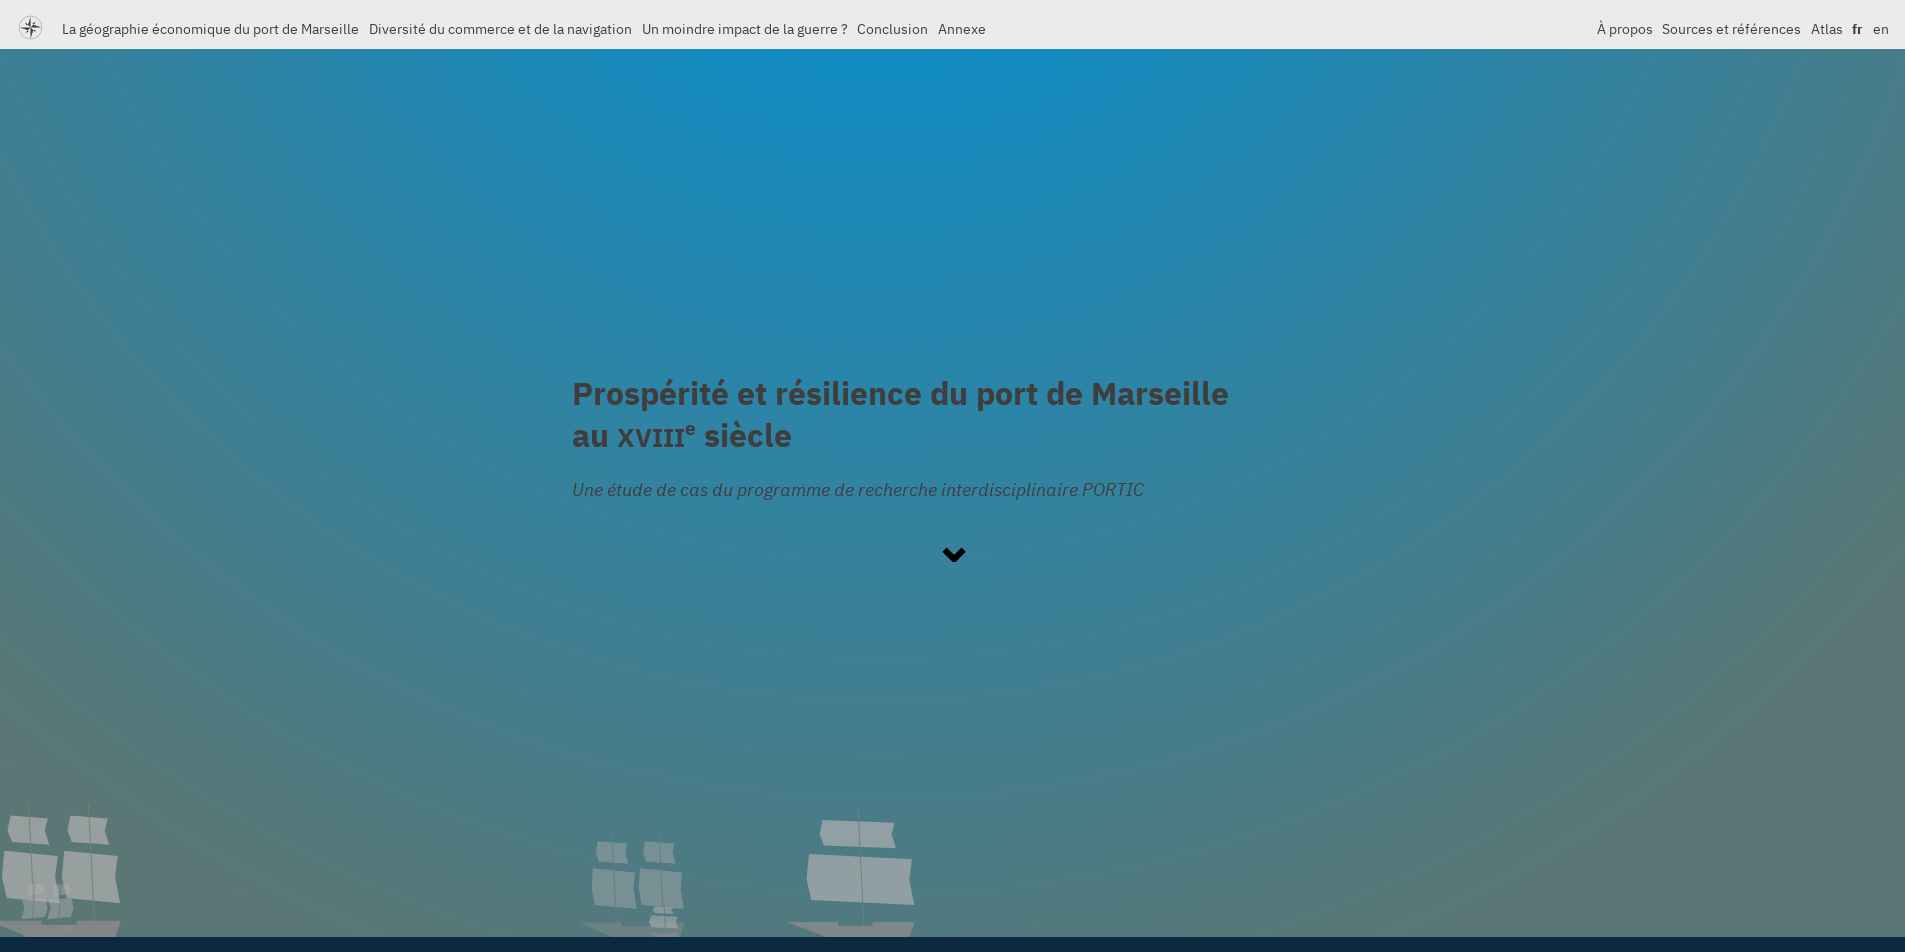 La géographie économique du port de Marseille Diversité du commerce et de la navigation Un moindre impact de la guerre ? Conclusion Annexe À propos Sources et références Atlas fr en
Prospérité et résilience du port de Marseille
au XVIIIe siècle
Une étude de cas du programme de recherche interdisciplinaire PORTIC